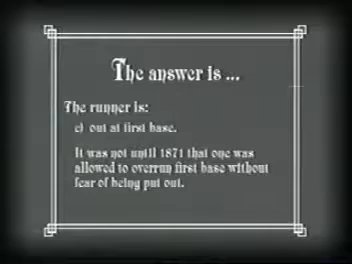 The answer is ...
The runner is:
c) out at first base.
It was not until 1871 that one was
allowed to overrun first base without
fear of being put out.